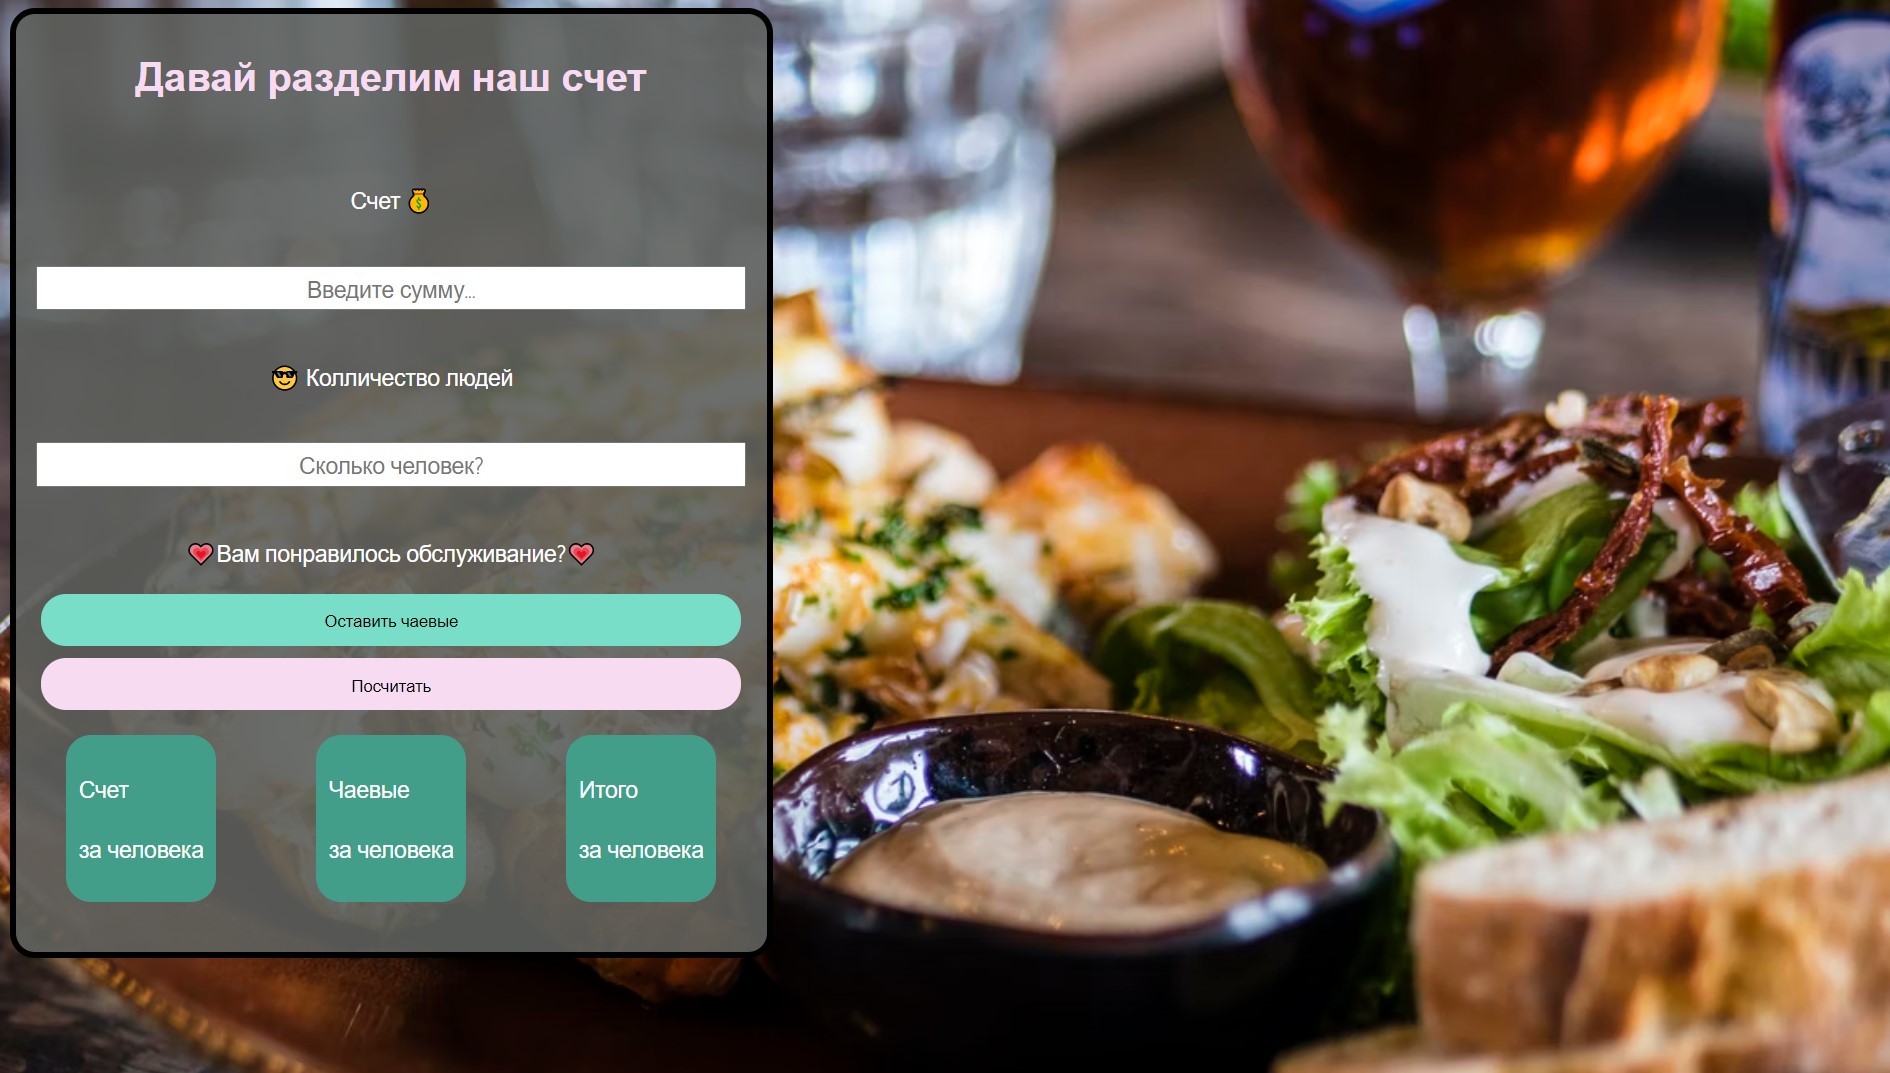 Давай разделим наш счет
Счет 💰
Введите сумму...
😎 Колличество людей
Сколько человек?
💗Вам понравилось обслуживание?💗
Оставить чаевые
Посчитать
Счет
за человека
Чаевые
за человека
Итого
за человека